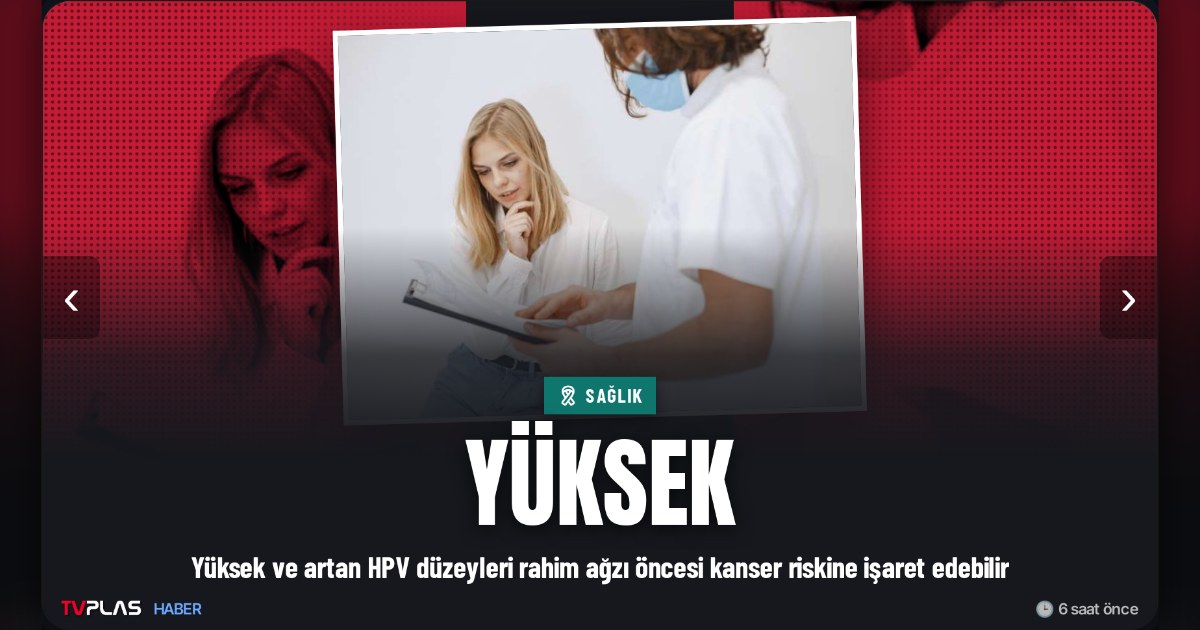 SAĞLIK
YÜKSEK
Yüksek ve artan HPV düzeyleri rahim ağzı öncesi kanser riskine işaret edebilir
TVPLAS HABER
6 saat önce